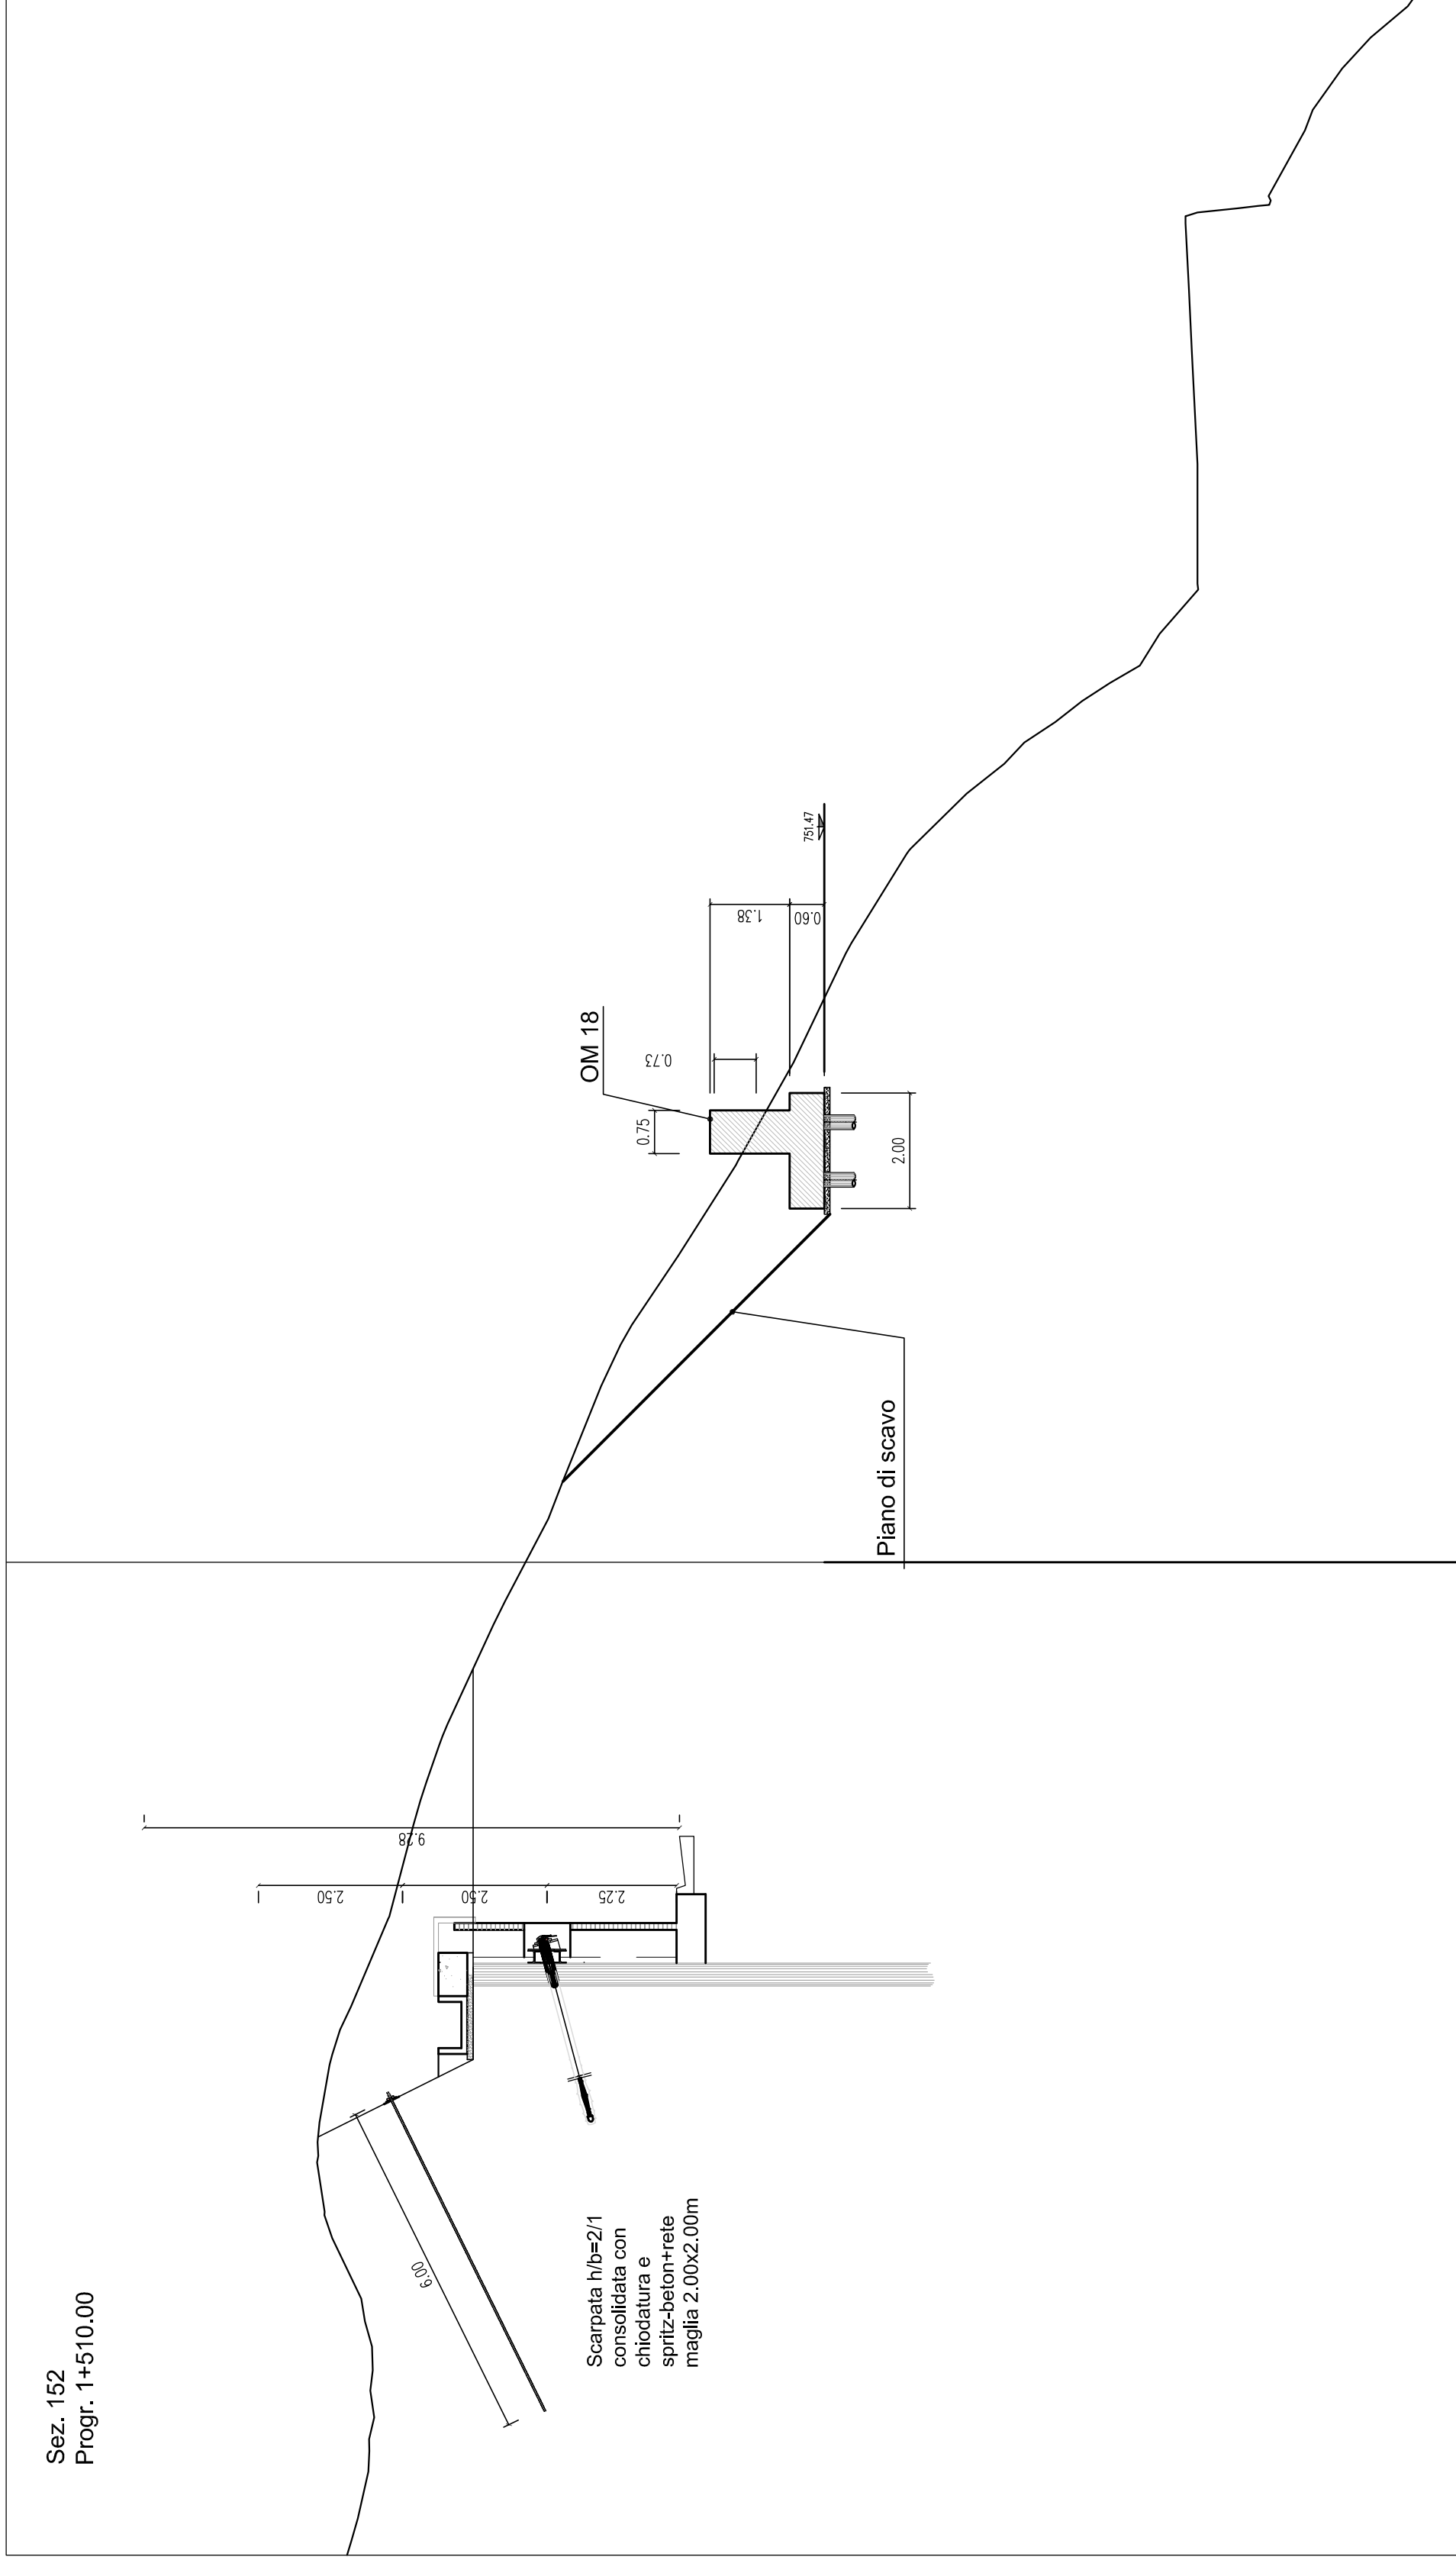 Sez. 152
Progr. 1+510.00
6.00
Scarpata h/b=2/1
consolidata con
chiodatura e
spritz-beton+rete
maglia 2.00x2.00m
2.50
2.50
2.25
9.28
Piano di scavo
OM 18
0.75
0.73
2.00
1.38
0.60
751.47